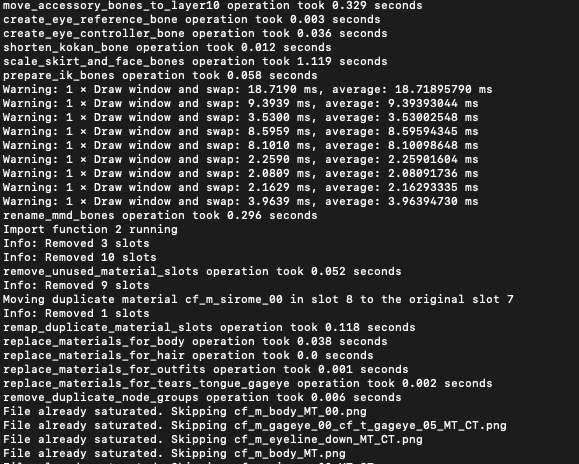 move_accessory_bones_to_layer10 operation took 0.329 seconds
create_eye_reference_bone operation took 0.003 seconds
create_eye_controller_bone operation took 0.036 seconds
shorten_kokan_bone operation took 0.012 seconds
scale_skirt_and_face_bones operation took 1.119 seconds
prepare_ik_bones operation took 0.058 seconds
Warning: 1 × Draw window and swap: 18.7190 ms, average: 18.71895790 ms
Warning: 1 × Draw window and swap: 9.3939 ms, average: 9.39393044 ms
Warning: 1 × Draw window and swap: 3.5300 ms, average: 3.53002548 ms
Warning: 1 × Draw window and swap: 8.5959 ms, average: 8.59594345 ms
Warning: 1 × Draw window and swap: 8.1010 ms, average: 8.10098648 ms
Warning: 1 × Draw window and swap: 2.2590 ms, average: 2.25901604 ms
Warning: 1 × Draw window and swap: 2.0809 ms, average: 2.08091736 ms
Warning: 1 × Draw window and swap: 2.1629 ms, average: 2.16293335 ms
Warning: 1 × Draw window and swap: 3.9639 ms, average: 3.96394730 ms
rename_mmd_bones operation took 0.296 seconds
Import function 2 running
Info: Removed 3 slots
Info: Removed 10 slots
remove_unused_material_slots operation took 0.052 seconds
Info: Removed 9 slots
Moving duplicate material cf_m_sirome_00 in slot 8 to the original slot 7
Info: Removed 1 slots
remap_duplicate_material_slots operation took 0.118 seconds
replace_materials_for_body operation took 0.038 seconds
replace_materials_for_hair operation took 0.0 seconds
replace_materials_for_outfits operation took 0.001 seconds
replace_materials_for_tears_tongue_gageye operation took 0.002 seconds
remove_duplicate_node_groups operation took 0.006 seconds
File already saturated. Skipping cf_m_body_MT_00.png
File already saturated. Skipping cf_m_gageye_00_cf_t_gageye_05_MT_CT.png
File already saturated. Skipping cf_m_eyeline_down_MT_CT.png
File already saturated. Skipping cf_m_body_MT.png